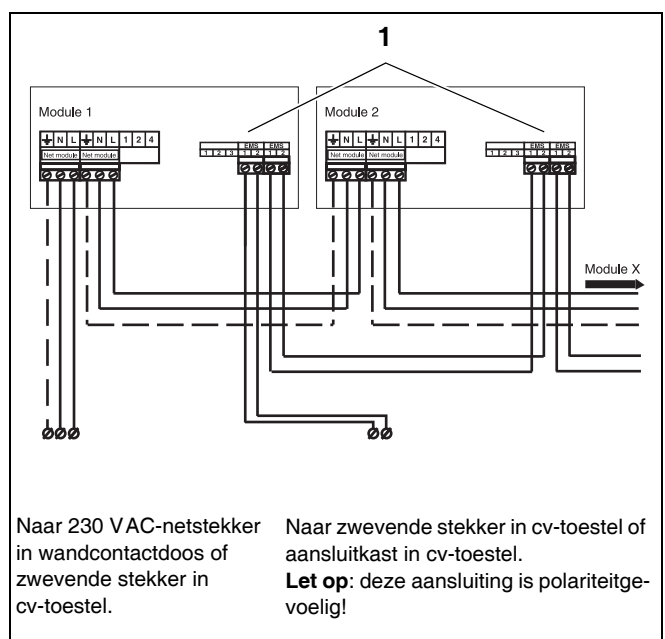 1
Module 1
Module 2
⏚ N L ⏚ N L 1 2 4
Net module Net module
EMS EMS
1 2 3 1 2 1 2
⏚ N L ⏚ N L 1 2 4
Net module Net module
EMS EMS
1 2 3 1 2 1 2
Module X
Naar 230 VAC-netstekker
in wandcontactdoos of
zwevende stekker in
cv-toestel.
Naar zwevende stekker in cv-toestel of
aansluitkast in cv-toestel.
Let op: deze aansluiting is polariteitge-
voelig!